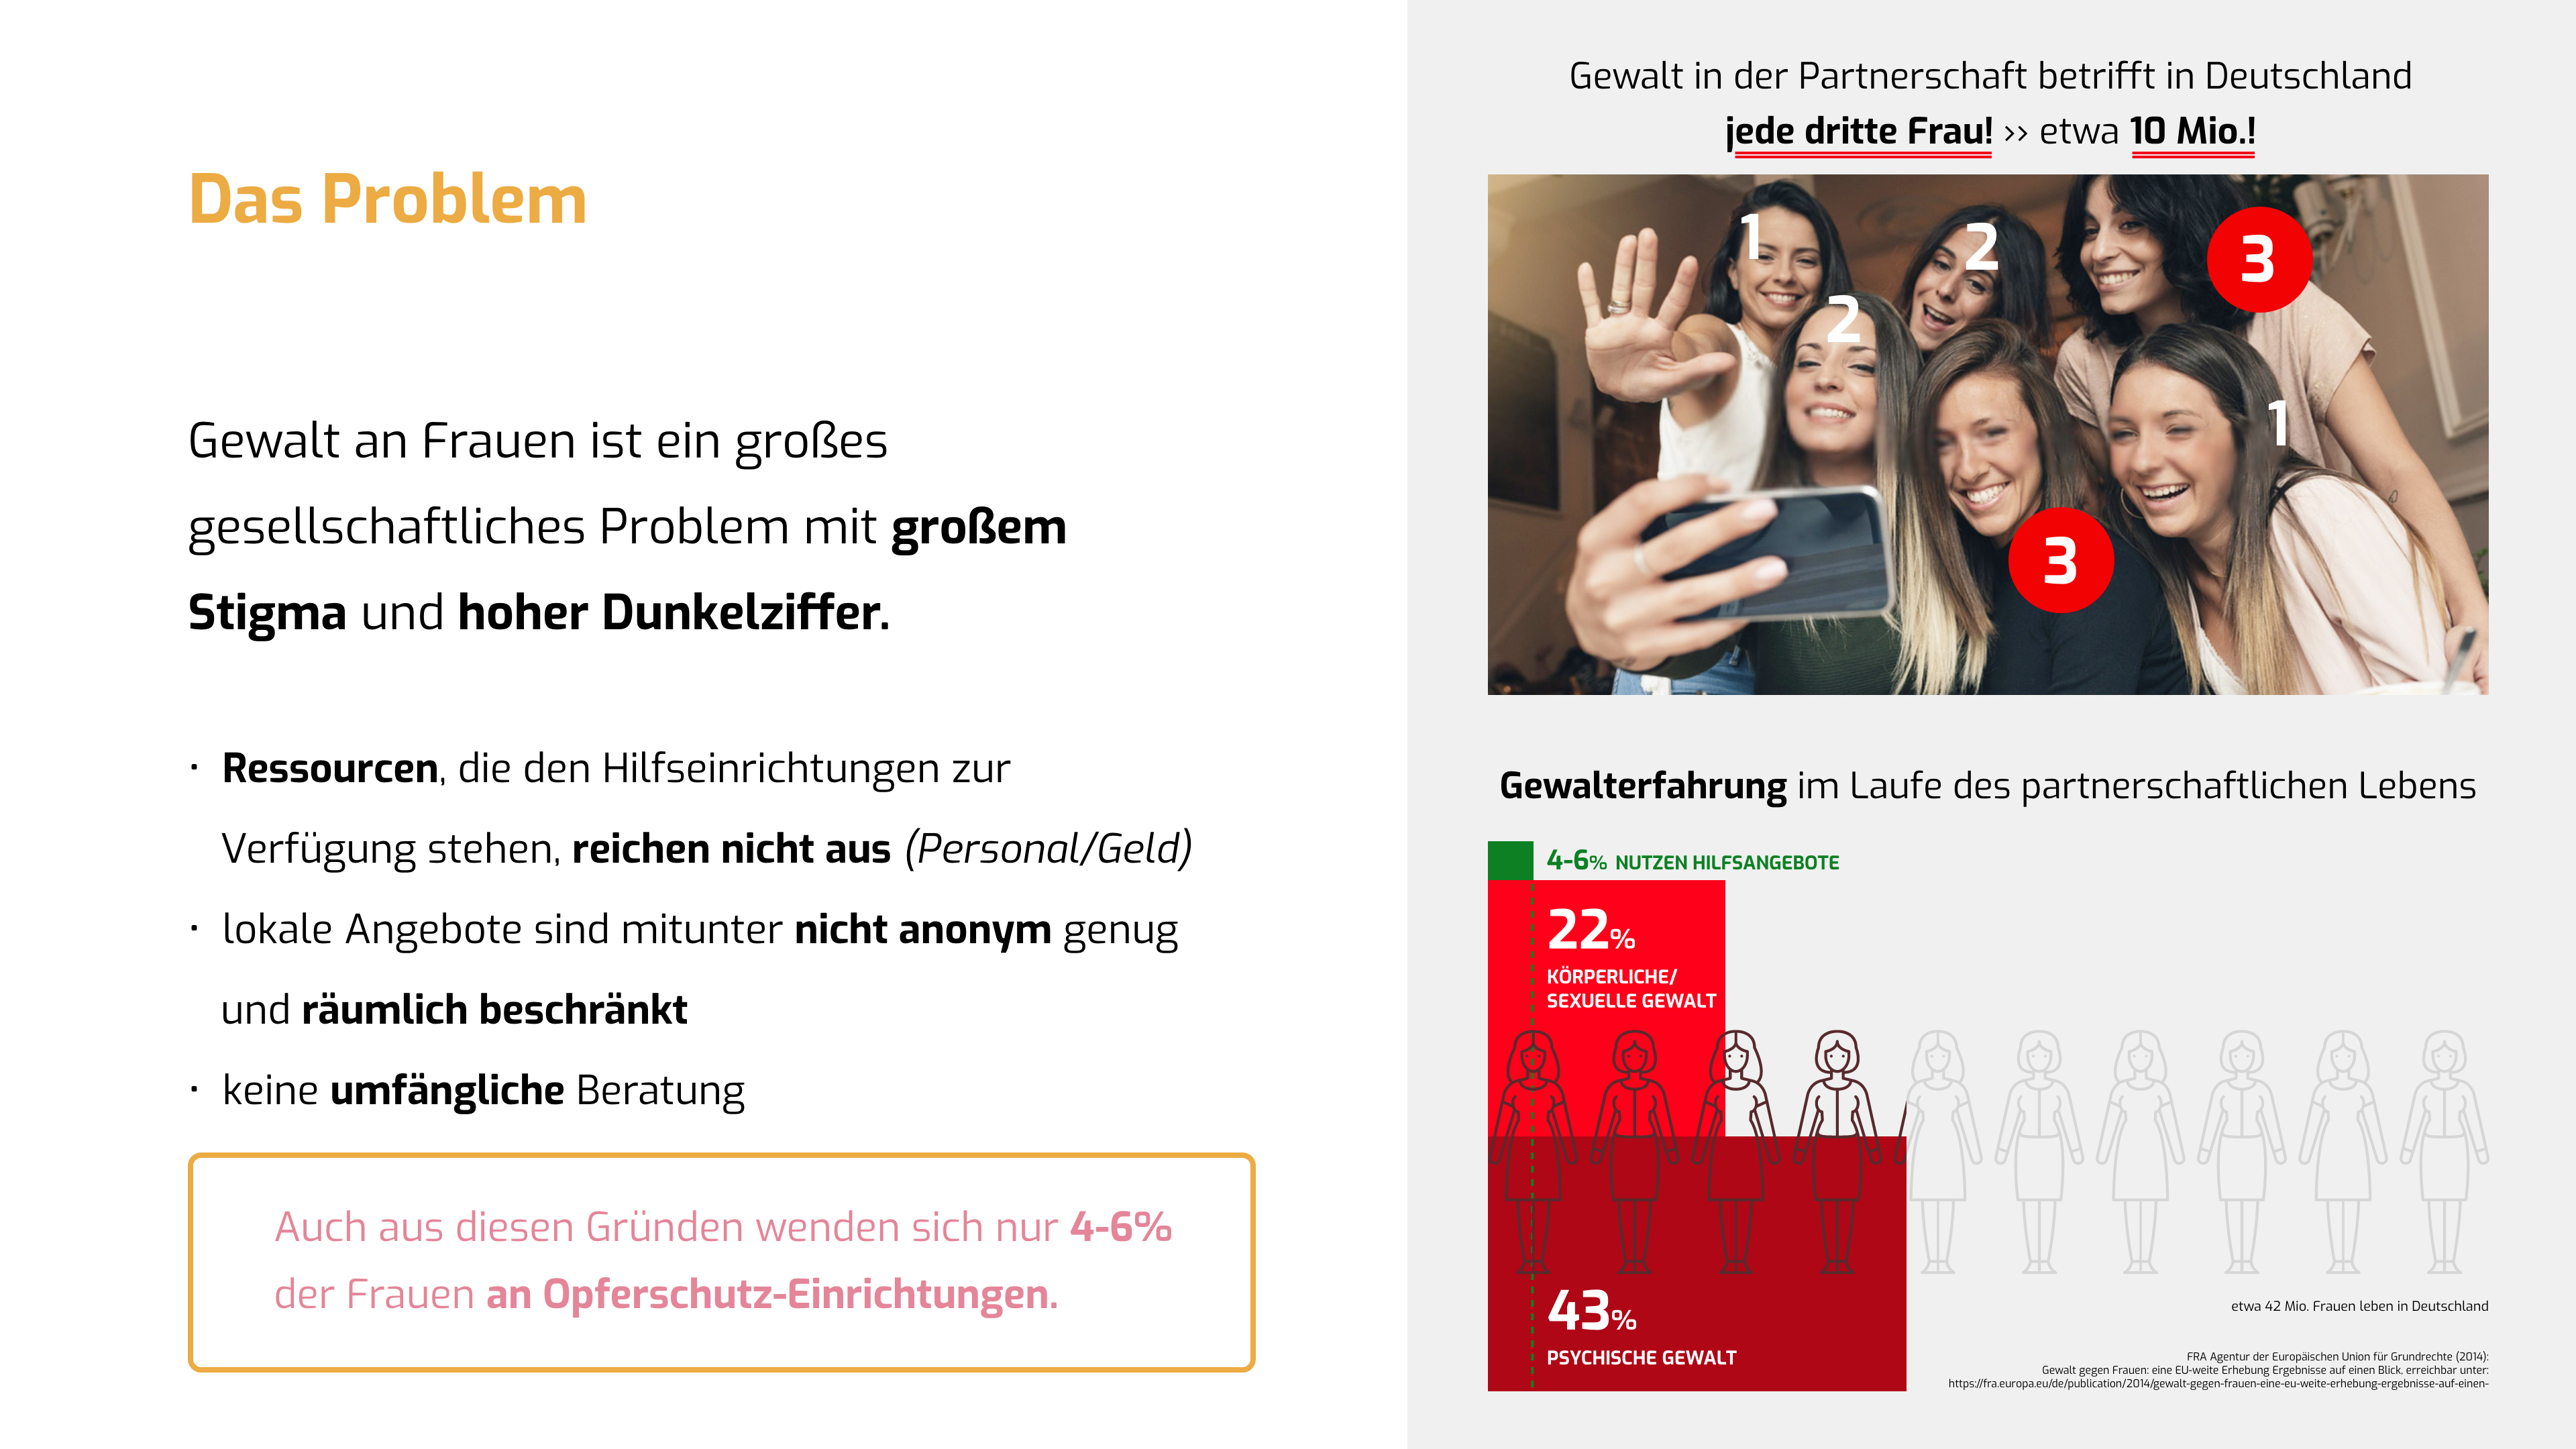 Das Problem
Gewalt an Frauen ist ein großes
gesellschaftliches Problem mit großem
Stigma und hoher Dunkelziffer.
· Ressourcen, die den Hilfseinrichtungen zur
Verfügung stehen, reichen nicht aus (Personal/Geld)
· lokale Angebote sind mitunter nicht anonym genug
und räumlich beschränkt
· keine umfängliche Beratung
Auch aus diesen Gründen wenden sich nur 4-6%
der Frauen an Opferschutz-Einrichtungen.
Gewalt in der Partnerschaft betrifft in Deutschland
jede dritte Frau! >> etwa 10 Mio.!
1
2
3
2
1
3
Gewalterfahrung im Laufe des partnerschaftlichen Lebens
4-6% NUTZEN HILFSANGEBOTE
22%
KÖRPERLICHE/
SEXUELLE GEWALT
43%
PSYCHISCHE GEWALT
etwa 42 Mio. Frauen leben in Deutschland
FRA Agentur der Europäischen Union für Grundrechte (2014):
Gewalt gegen Frauen: eine EU-weite Erhebung Ergebnisse auf einen Blick, erreichbar unter:
https://fra.europa.eu/de/publication/2014/gewalt-gegen-frauen-eine-eu-weite-erhebung-ergebnisse-auf-einen-